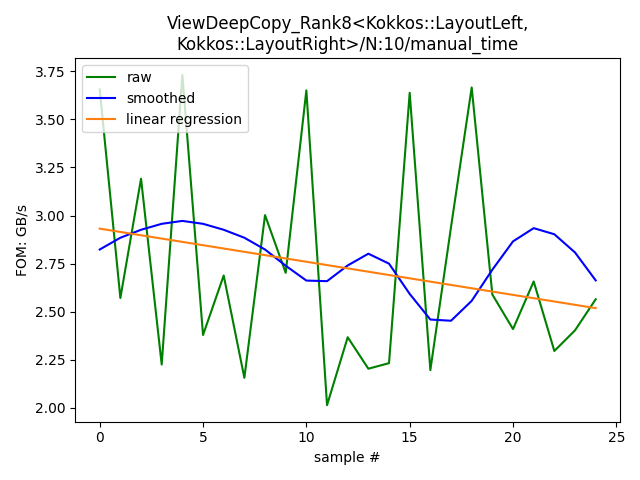 ViewDeepCopy_Rank8<Kokkos::LayoutLeft,
Kokkos::LayoutRight>/N:10/manual_time
raw
smoothed
linear regression
FOM: GB/s
3.75
3.50
3.25
3.00
2.75
2.50
2.25
2.00
0
5
10
15
20
25
sample #